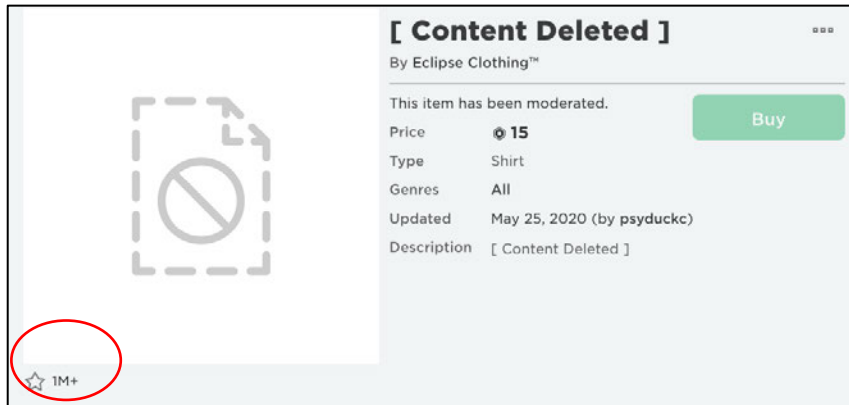 [ Content Deleted ]
By Eclipse Clothing™
This item has been moderated.
Buy
Price 15
Type Shirt
Genres All
Updated May 25, 2020 (by psyduckc)
Description [ Content Deleted ]
1M+